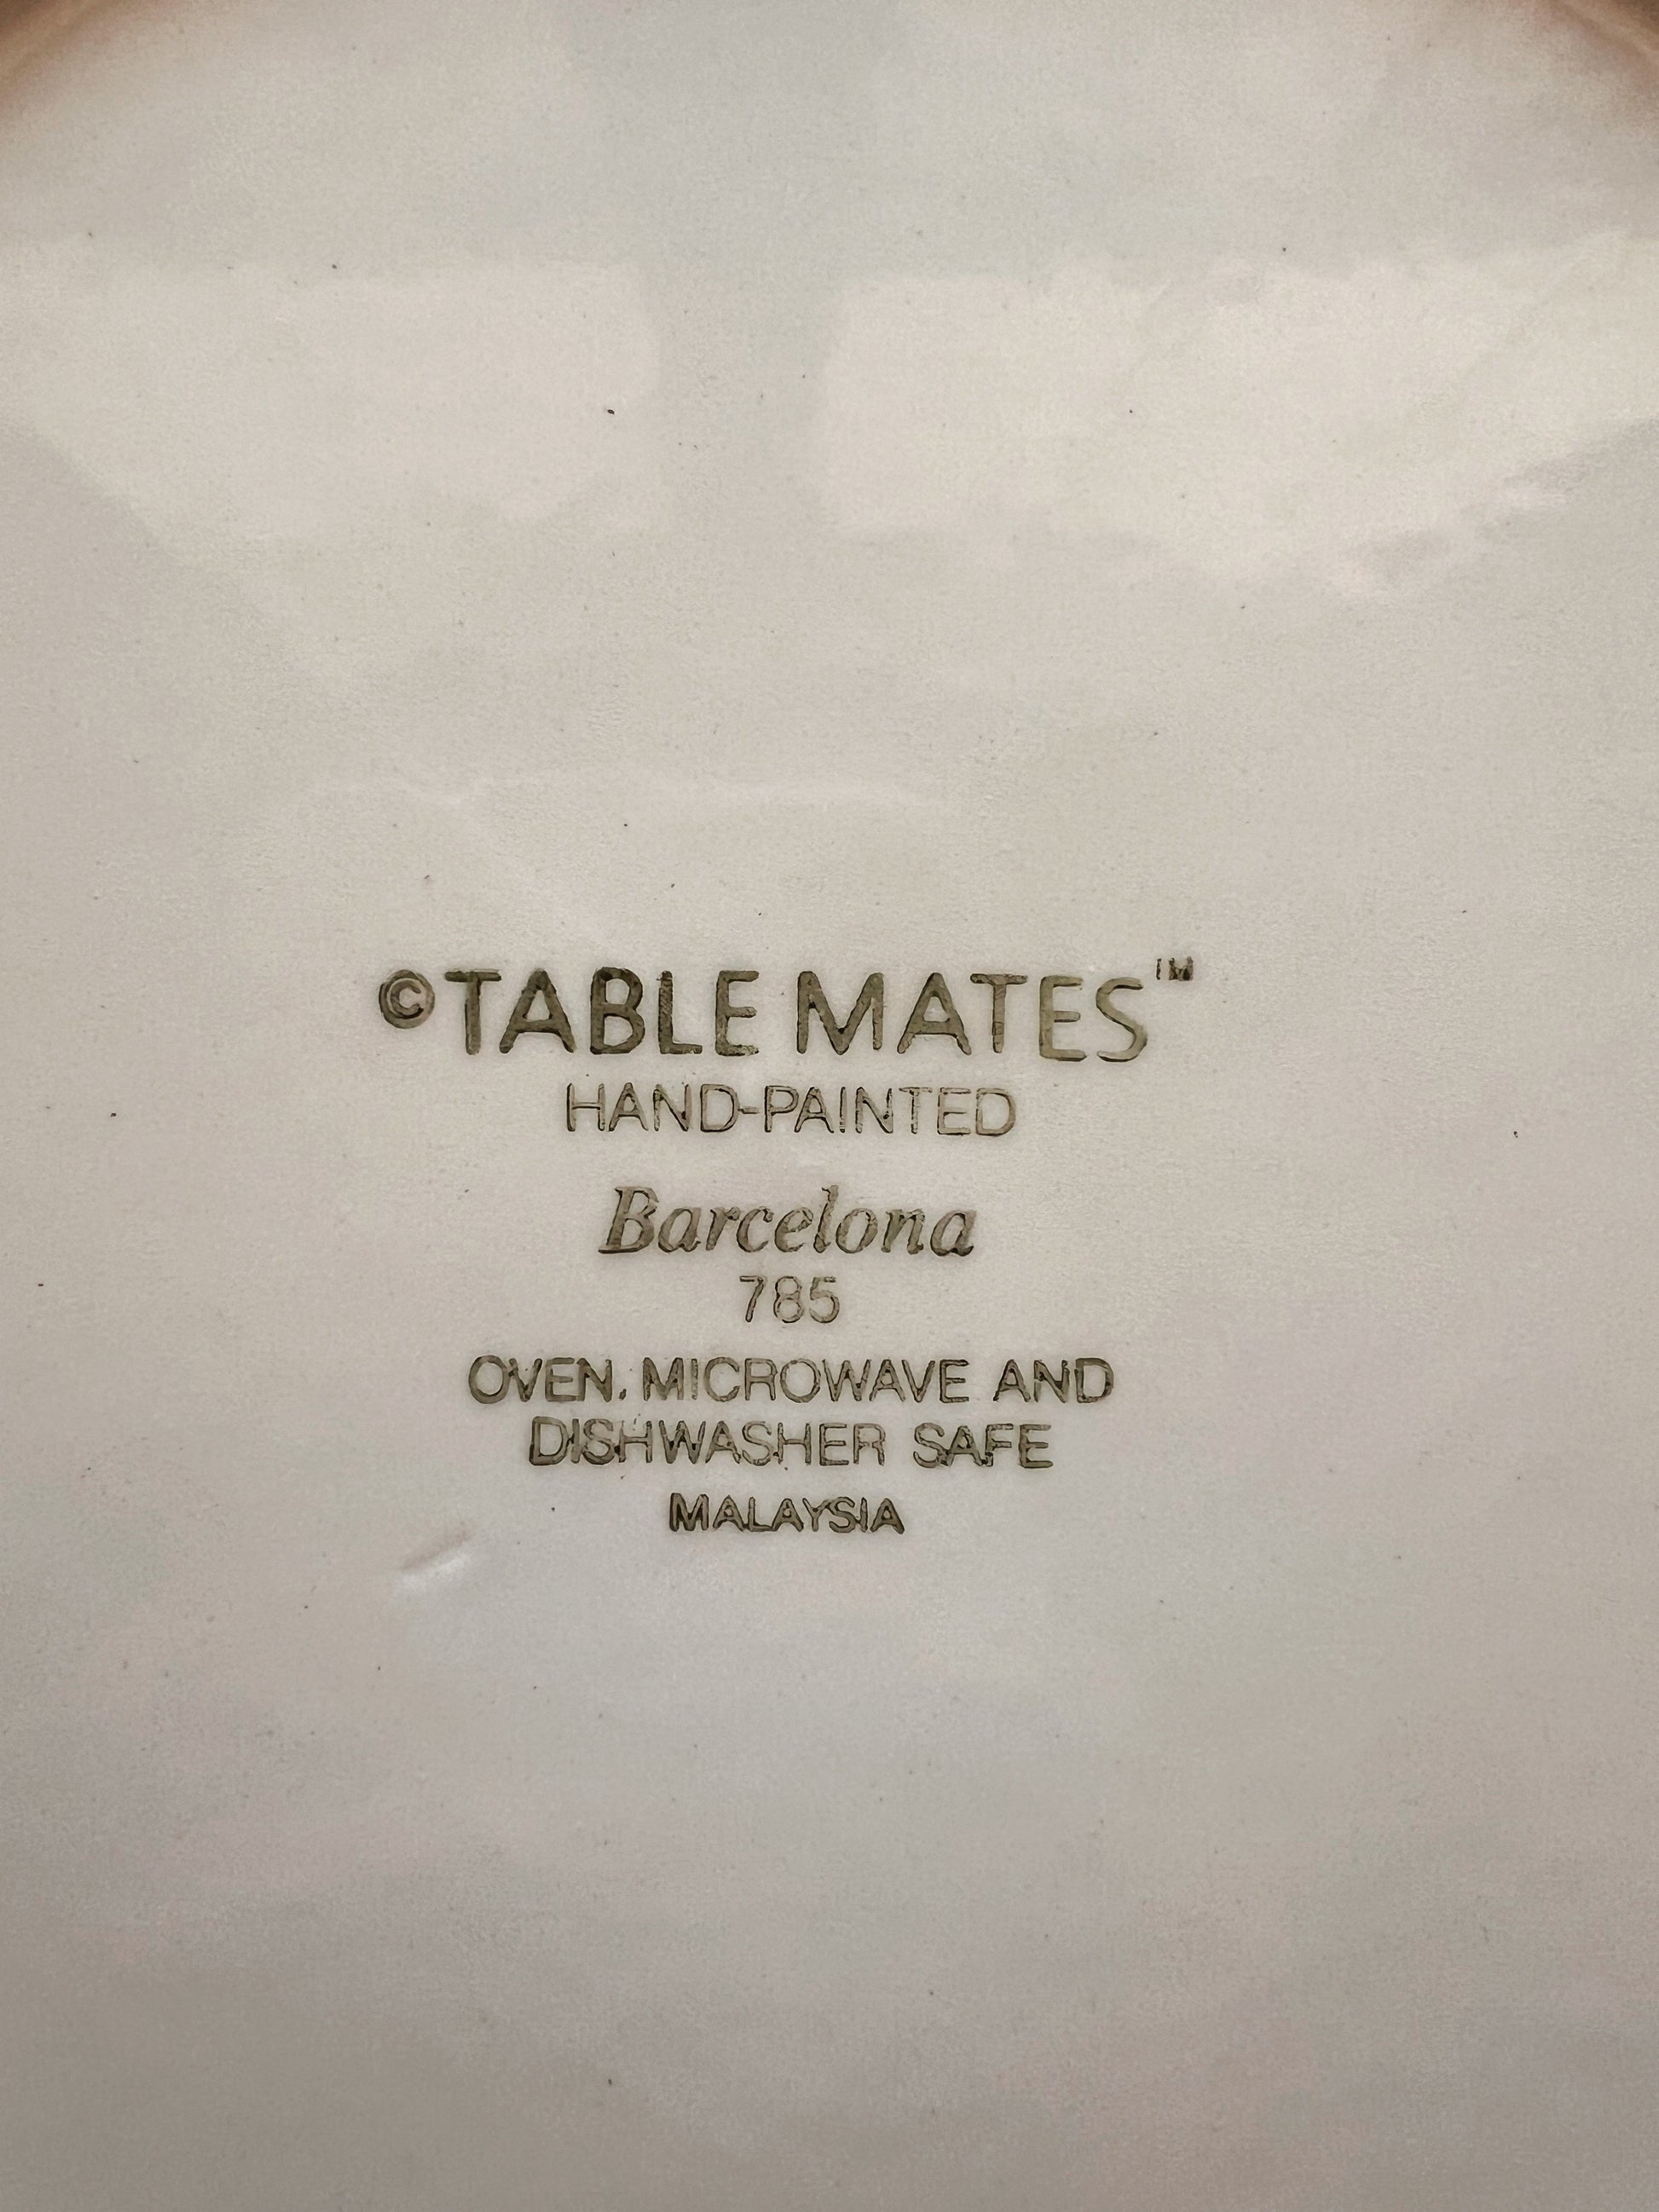 ©TABLE MATES™
HAND-PAINTED
Barcelona
785
OVEN. MICROWAVE AND
DISHWASHER SAFE
MALAYSIA